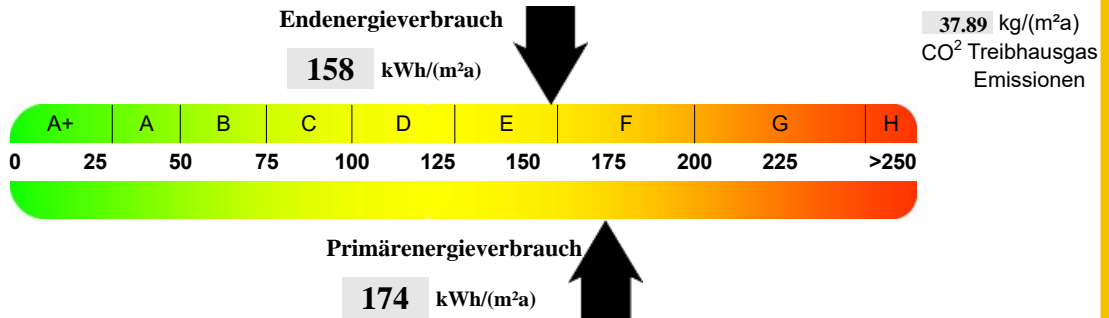 Endenergieverbrauch
158 kWh/(m²a)
37.89 kg/(m²a)
CO² Treibhausgas
Emissionen
A+ A B C D E F G H
0 25 50 75 100 125 150 175 200 225 >250
Primärenergieverbrauch
174 kWh/(m²a)